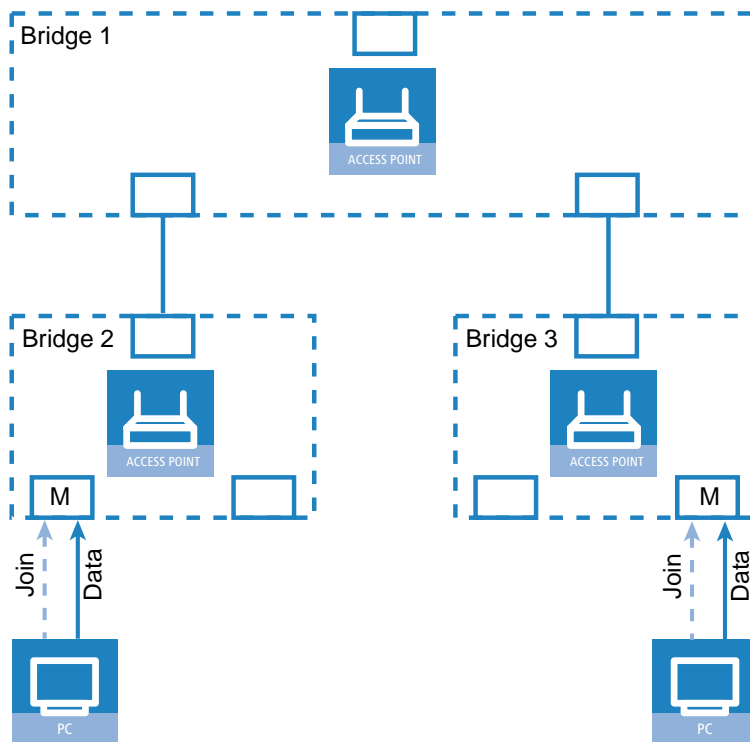 Bridge 1
ACCESS POINT
Bridge 2
Bridge 3
ACCESS POINT
ACCESS POINT
M
M
Join
Data
Join
Data
PC
PC